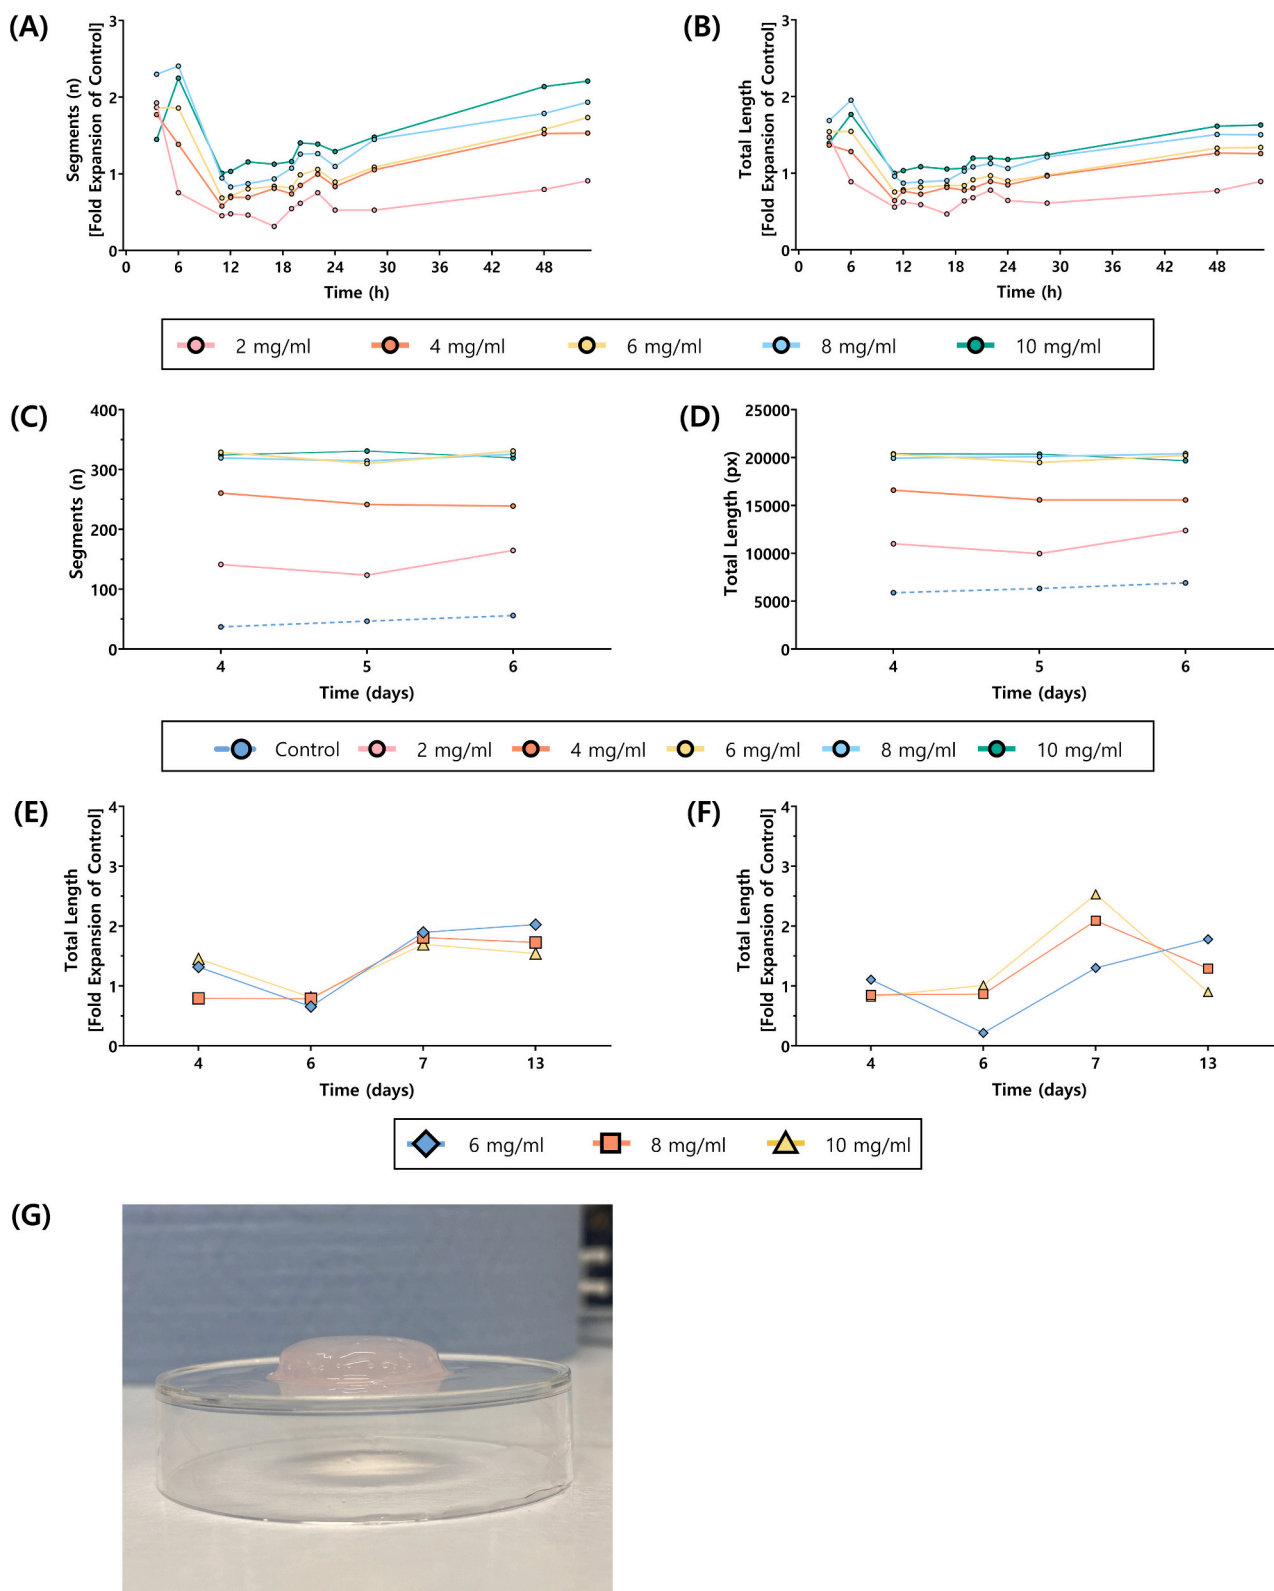 (A)
Segments (n)
[Fold Expansion of Control]
3
2
1
0
0 6 12 18 24 30 36 42 48
Time (h)
(B)
Total Length
[Fold Expansion of Control]
3
2
1
0
0 6 12 18 24 30 36 42 48
Time (h)
2 mg/ml 4 mg/ml 6 mg/ml 8 mg/ml 10 mg/ml
(C)
Segments (n)
400
300
200
100
0
4 5 6
Time (days)
(D)
Total Length (px)
25000
20000
15000
10000
5000
0
4 5 6
Time (days)
Control 2 mg/ml 4 mg/ml 6 mg/ml 8 mg/ml 10 mg/ml
(E)
Total Length
[Fold Expansion of Control]
4
3
2
1
0
4 6 7 13
Time (days)
(F)
Total Length
[Fold Expansion of Control]
4
3
2
1
0
4 6 7 13
Time (days)
6 mg/ml 8 mg/ml 10 mg/ml
(G)